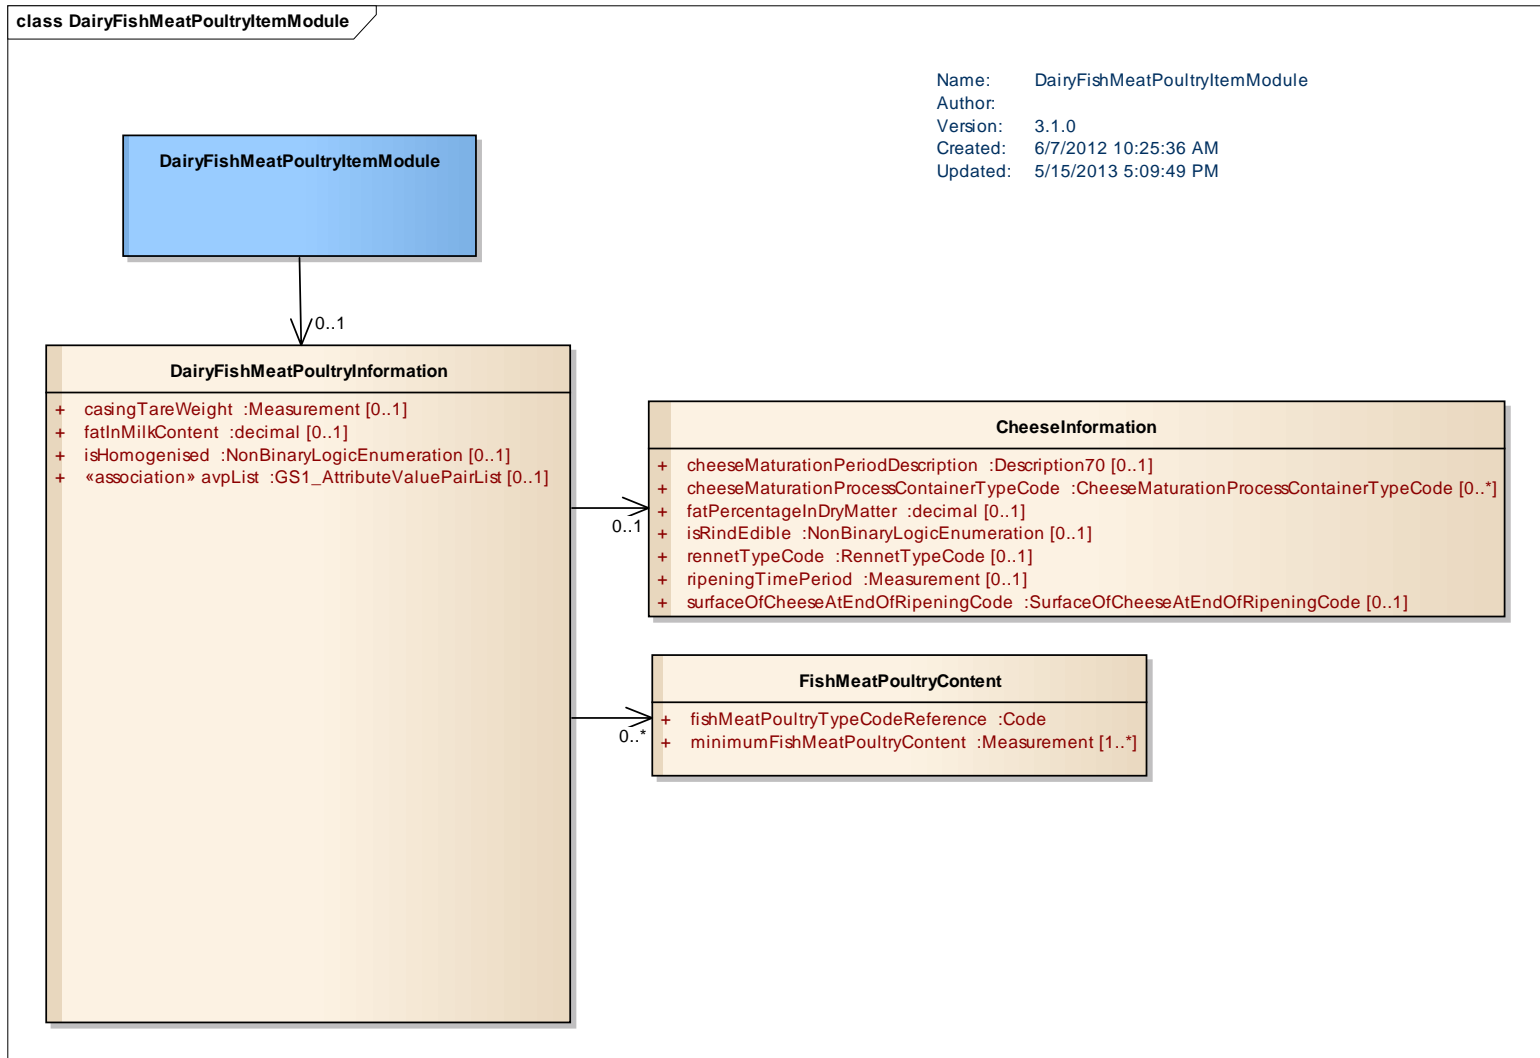 class DairyFishMeatPoultryItemModule
Name: DairyFishMeatPoultryItemModule
Author:
Version: 3.1.0
Created: 6/7/2012 10:25:36 AM
Updated: 5/15/2013 5:09:49 PM
DairyFishMeatPoultryItemModule
0..1
DairyFishMeatPoultryInformation
+ casingTareWeight :Measurement [0..1]
+ fatInMilkContent :decimal [0..1]
+ isHomogenised :NonBinaryLogicEnumeration [0..1]
+ «association» avpList :GS1_AttributeValuePairList [0..1]
0..1
CheeseInformation
+ cheeseMaturationPeriodDescription :Description70 [0..1]
+ cheeseMaturationProcessContainerTypeCode :CheeseMaturationProcessContainerTypeCode [0..*]
+ fatPercentageInDryMatter :decimal [0..1]
+ isRindEdible :NonBinaryLogicEnumeration [0..1]
+ rennetTypeCode :RennetTypeCode [0..1]
+ ripeningTimePeriod :Measurement [0..1]
+ surfaceOfCheeseAtEndOfRipeningCode :SurfaceOfCheeseAtEndOfRipeningCode [0..1]
0..*
FishMeatPoultryContent
+ fishMeatPoultryTypeCodeReference :Code
+ minimumFishMeatPoultryContent :Measurement [1..*]